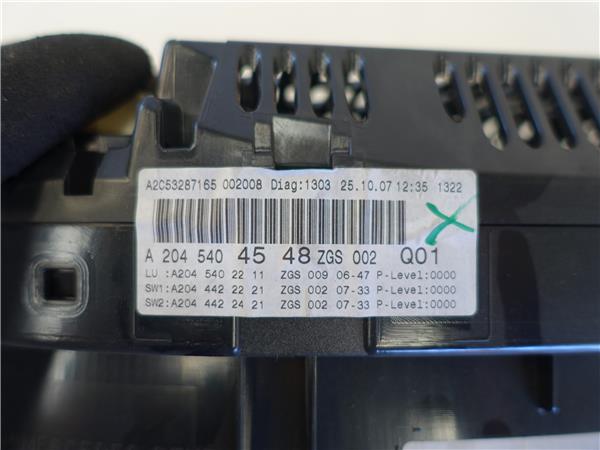 A2C53287165 002008 Diag:1303 25.10.07 12:35 1322
A 204 540 45 48 ZGS 002 Q01
LU :A204 540 22 11 ZGS 009 06-47 P-Level:0000
SW1:A204 442 22 21 ZGS 002 07-33 P-Level:0000
SW2:A204 442 24 21 ZGS 002 07-33 P-Level:0000